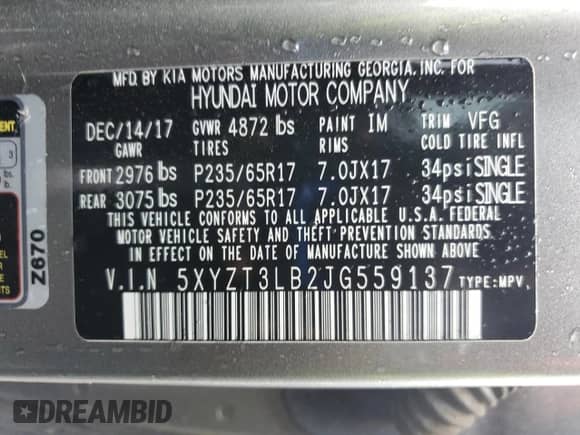 MFD. BY KIA MOTORS MANUFACTURING GEORGIA, INC. FOR
HYUNDAI MOTOR COMPANY
DEC/14/17 GVWR 4872 lbs PAINT IM TRIM VFG
GAWR TIRES RIMS COLD TIRE INFL
FRONT 2976 lbs P235/65R17 7.0JX17 34psi SINGLE
REAR 3075 lbs P235/65R17 7.0JX17 34psi SINGLE
THIS VEHICLE CONFORMS TO ALL APPLICABLE U.S.A. FEDERAL
MOTOR VEHICLE SAFETY AND THEFT PREVENTION STANDARDS
IN EFFECT ON THE DATE OF MANUFACTURE SHOWN ABOVE.
V.I.N 5XYZT3LB2JG559137 TYPE:MPV
Z670
DREAMBID